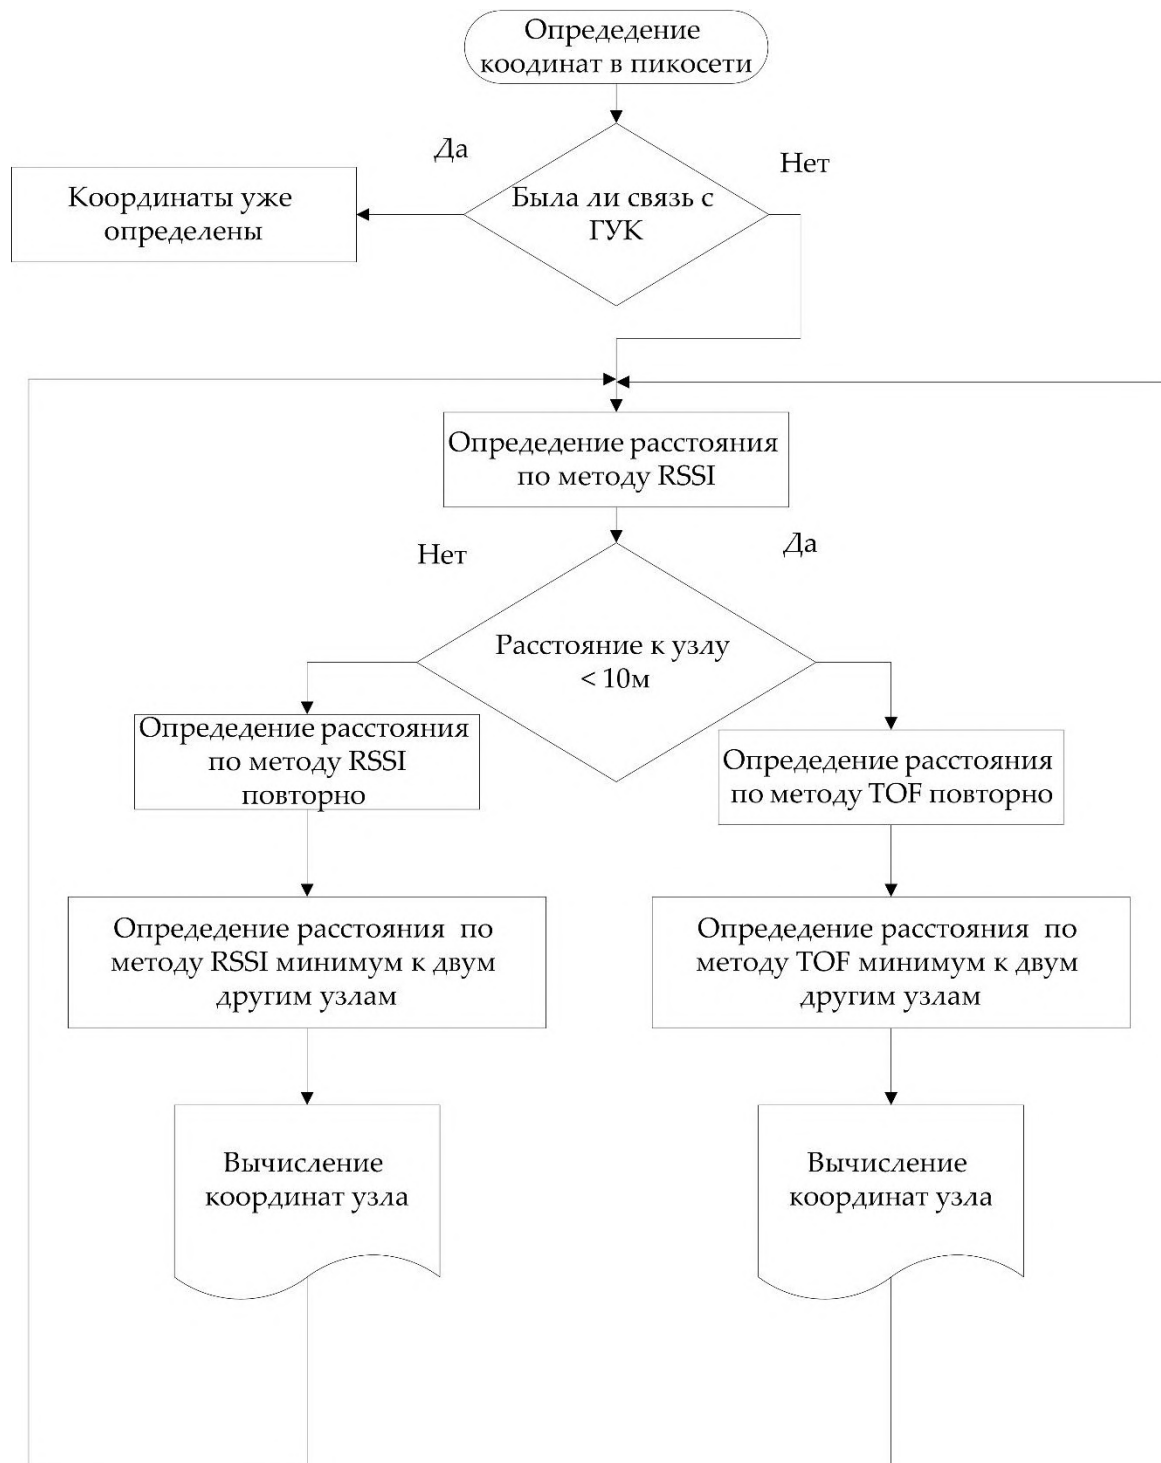 Опредедение
коодинат в пикосети
Да
Нет
Была ли связь с
ГУК
Координаты уже
определены
Опредедение расстояния
по методу RSSI
Нет
Да
Расстояние к узлу
< 10м
Опредедение расстояния
по методу RSSI
повторно
Опредедение расстояния
по методу TOF повторно
Опредедение расстояния по
методу RSSI минимум к двум
другим узлам
Опредедение расстояния по
методу TOF минимум к двум
другим узлам
Вычисление
координат узла
Вычисление
координат узла